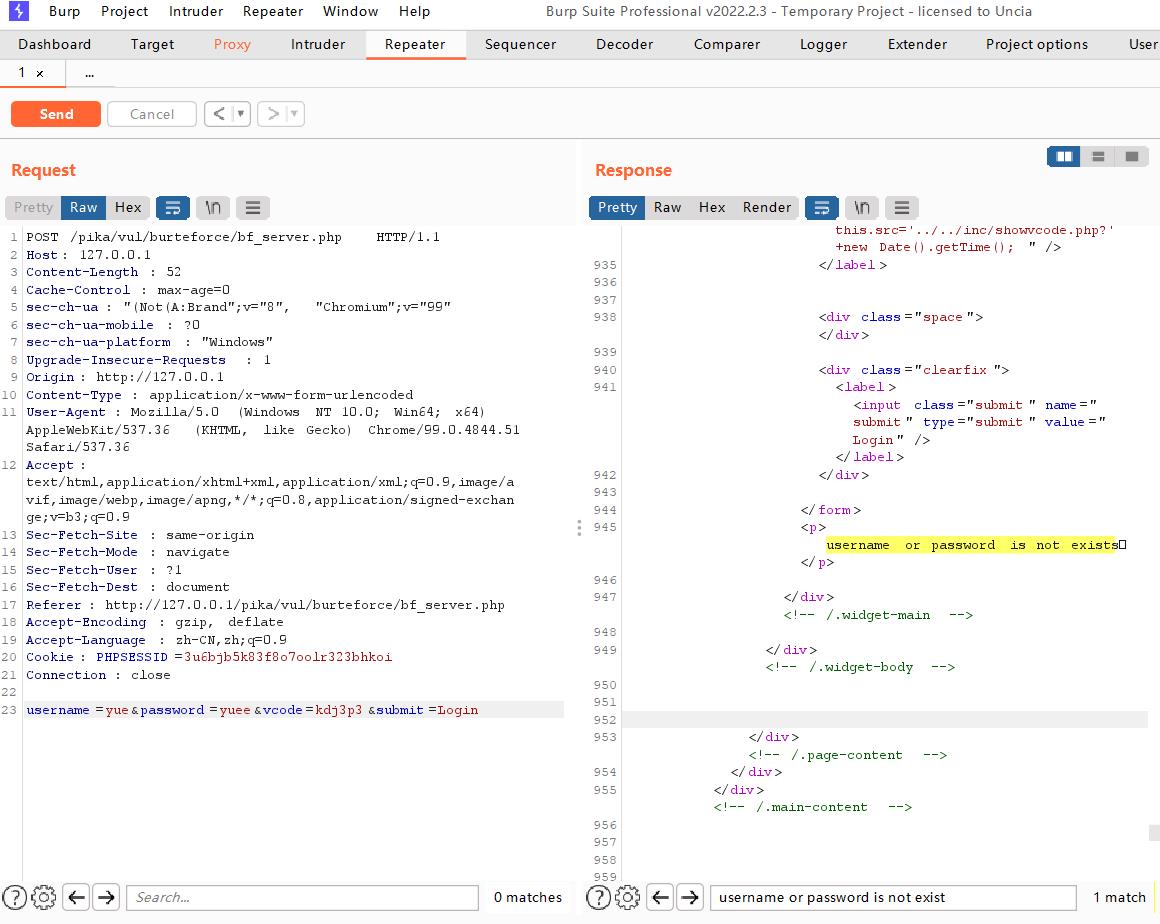 Burp Project Intruder Repeater Window Help Burp Suite Professional v2022.2.3 - Temporary Project - licensed to Uncia
Dashboard Target Proxy Intruder Repeater Sequencer Decoder Comparer Logger Extender Project options User
1 × ...
Send Cancel < >
Request
Pretty Raw Hex \n
1 POST /pika/vul/burteforce/bf_server.php HTTP/1.1
2 Host: 127.0.0.1
3 Content-Length : 52
4 Cache-Control : max-age=0
5 sec-ch-ua : "(Not(A:Brand";v="8", "Chromium";v="99"
6 sec-ch-ua-mobile : ?0
7 sec-ch-ua-platform : "Windows"
8 Upgrade-Insecure-Requests : 1
9 Origin: http://127.0.0.1
10 Content-Type : application/x-www-form-urlencoded
11 User-Agent : Mozilla/5.0 (Windows NT 10.0; Win64; x64)
AppleWebKit/537.36 (KHTML, like Gecko) Chrome/99.0.4844.51
Safari/537.36
12 Accept :
text/html,application/xhtml+xml,application/xml;q=0.9,image/a
vif,image/webp,image/apng,*/*;q=0.8,application/signed-exchan
ge;v=b3;q=0.9
13 Sec-Fetch-Site : same-origin
14 Sec-Fetch-Mode : navigate
15 Sec-Fetch-User : ?1
16 Sec-Fetch-Dest : document
17 Referer : http://127.0.0.1/pika/vul/burteforce/bf_server.php
18 Accept-Encoding : gzip, deflate
19 Accept-Language : zh-CN,zh;q=0.9
20 Cookie : PHPSESSID =3u6bjb5k83f8o7oolr323bhkoi
21 Connection : close
22
23 username =yue&password =yuee&vcode=kdj3p3 &submit =Login
Search... 0 matches
Response
Pretty Raw Hex Render \n
this.src='../../inc/showvcode.php?'
+new Date().getTime(); " />
935 </label>
936
937
938 <div class="space">
</div>
939
940 <div class="clearfix ">
941 <label>
<input class="submit " name="
submit " type="submit " value="
Login" />
</label>
942 </div>
943
944 </form>
945 <p>
username or password is not exists□
</p>
946
947 </div>
<!-- /.widget-main -->
948
949 </div>
<!-- /.widget-body -->
950
951
952
953 </div>
<!-- /.page-content -->
954 </div>
955 </div>
<!-- /.main-content -->
956
957
958
959
username or password is not exist 1 match